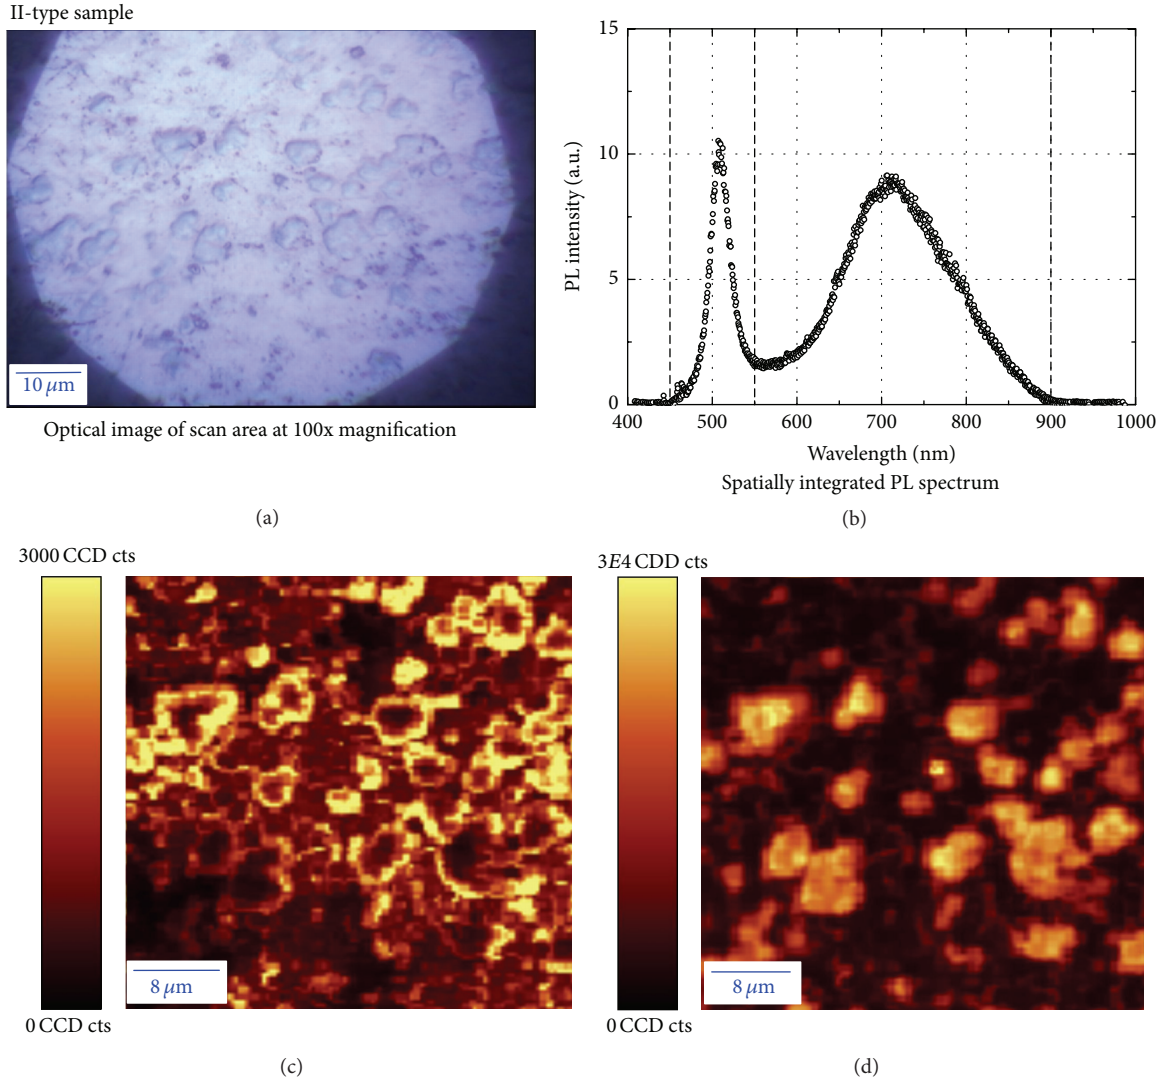 II-type sample
10 μm
Optical image of scan area at 100x magnification
(a)
15
10
5
0
PL intensity (a.u.)
400 500 600 700 800 900 1000
Wavelength (nm)
Spatially integrated PL spectrum
(b)
3000 CCD cts
0 CCD cts
8 μm
(c)
3E4 CDD cts
0 CCD cts
8 μm
(d)